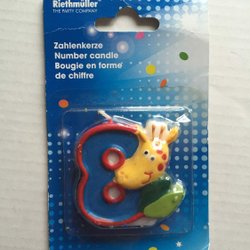 Riethmüller
THE PARTY COMPANY
Zahlenkerze
Number candle
Bougie en forme
de chiffre